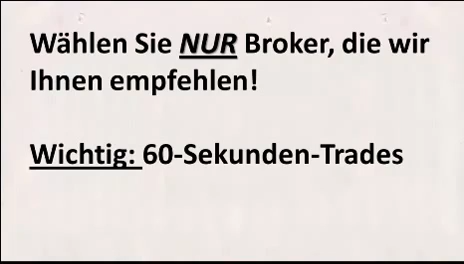 Wählen Sie NUR Broker, die wir
Ihnen empfehlen!
Wichtig: 60-Sekunden-Trades